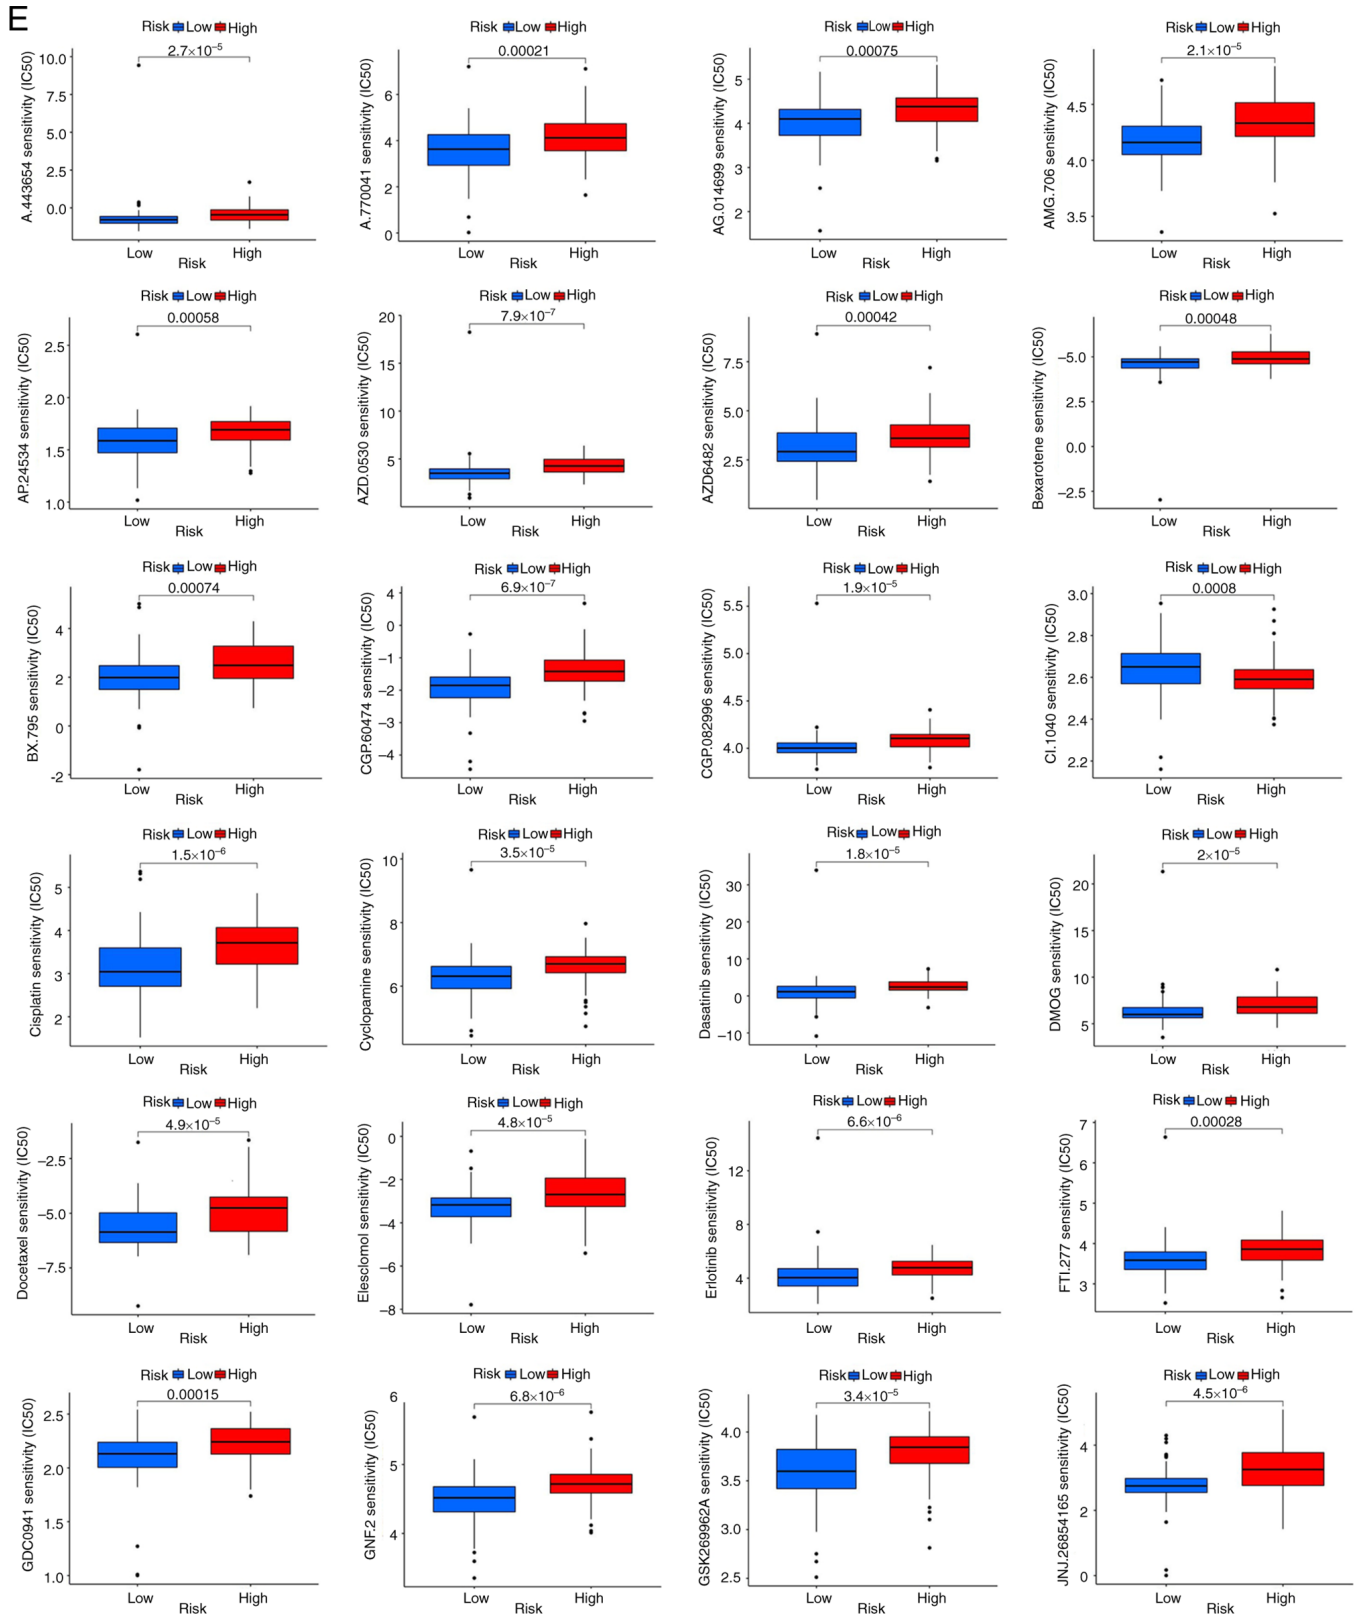 E
Risk Low High
2.7×10⁻⁵
A.443654 sensitivity (IC50)
10.0
7.5
5.0
2.5
0.0
Low High
Risk
Risk Low High
0.00021
A.770041 sensitivity (IC50)
6
4
2
0
Low High
Risk
Risk Low High
0.00075
AG.014699 sensitivity (IC50)
5
4
3
2
Low High
Risk
Risk Low High
2.1×10⁻⁵
AMG.706 sensitivity (IC50)
4.5
4.0
3.5
Low High
Risk
Risk Low High
0.00058
AP.24534 sensitivity (IC50)
2.5
2.0
1.5
1.0
Low High
Risk
Risk Low High
7.9×10⁻⁷
AZD.0530 sensitivity (IC50)
20
15
10
5
Low High
Risk
Risk Low High
0.00042
AZD6482 sensitivity (IC50)
7.5
5.0
2.5
Low High
Risk
Risk Low High
0.00048
Bexarotene sensitivity (IC50)
−5.0
2.5
0.0
−2.5
Low High
Risk
Risk Low High
0.00074
BX.795 sensitivity (IC50)
4
2
0
-2
Low High
Risk
Risk Low High
6.9×10⁻⁷
CGP.60474 sensitivity (IC50)
4
0
−1
−2
−3
−4
Low High
Risk
Risk Low High
1.9×10⁻⁵
CGP.082996 sensitivity (IC50)
5.5
5.0
4.5
4.0
Low High
Risk
Risk Low High
0.0008
CI.1040 sensitivity (IC50)
3.0
2.8
2.6
2.4
2.2
Low High
Risk
Risk Low High
1.5×10⁻⁶
Cisplatin sensitivity (IC50)
5
4
3
2
Low High
Risk
Risk Low High
3.5×10⁻⁵
Cyclopamine sensitivity (IC50)
10
8
6
Low High
Risk
Risk Low High
1.8×10⁻⁵
Dasatinib sensitivity (IC50)
30
20
10
0
−10
Low High
Risk
Risk Low High
2×10⁻⁵
DMOG sensitivity (IC50)
20
15
10
5
Low High
Risk
Risk Low High
4.9×10⁻⁵
Docetaxel sensitivity (IC50)
−2.5
−5.0
−7.5
Low High
Risk
Risk Low High
4.8×10⁻⁵
Elesclomol sensitivity (IC50)
0
−2
−4
−6
−8
Low High
Risk
Risk Low High
6.6×10⁻⁶
Erlotinib sensitivity (IC50)
12
8
4
Low High
Risk
Risk Low High
0.00028
FTI.277 sensitivity (IC50)
7
6
5
4
3
Low High
Risk
Risk Low High
0.00015
GDC0941 sensitivity (IC50)
2.5
2.0
1.5
1.0
Low High
Risk
Risk Low High
6.8×10⁻⁶
GNF.2 sensitivity (IC50)
6
5
4
Low High
Risk
Risk Low High
3.4×10⁻⁵
GSK269962A sensitivity (IC50)
4.0
3.5
3.0
2.5
Low High
Risk
Risk Low High
4.5×10⁻⁶
JNJ.26854165 sensitivity (IC50)
4
2
0
Low High
Risk